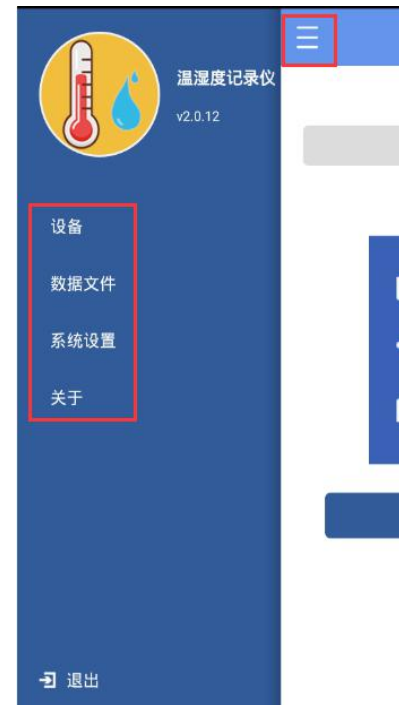 温湿度记录仪
v2.0.12
设备
数据文件
系统设置
关于
退出